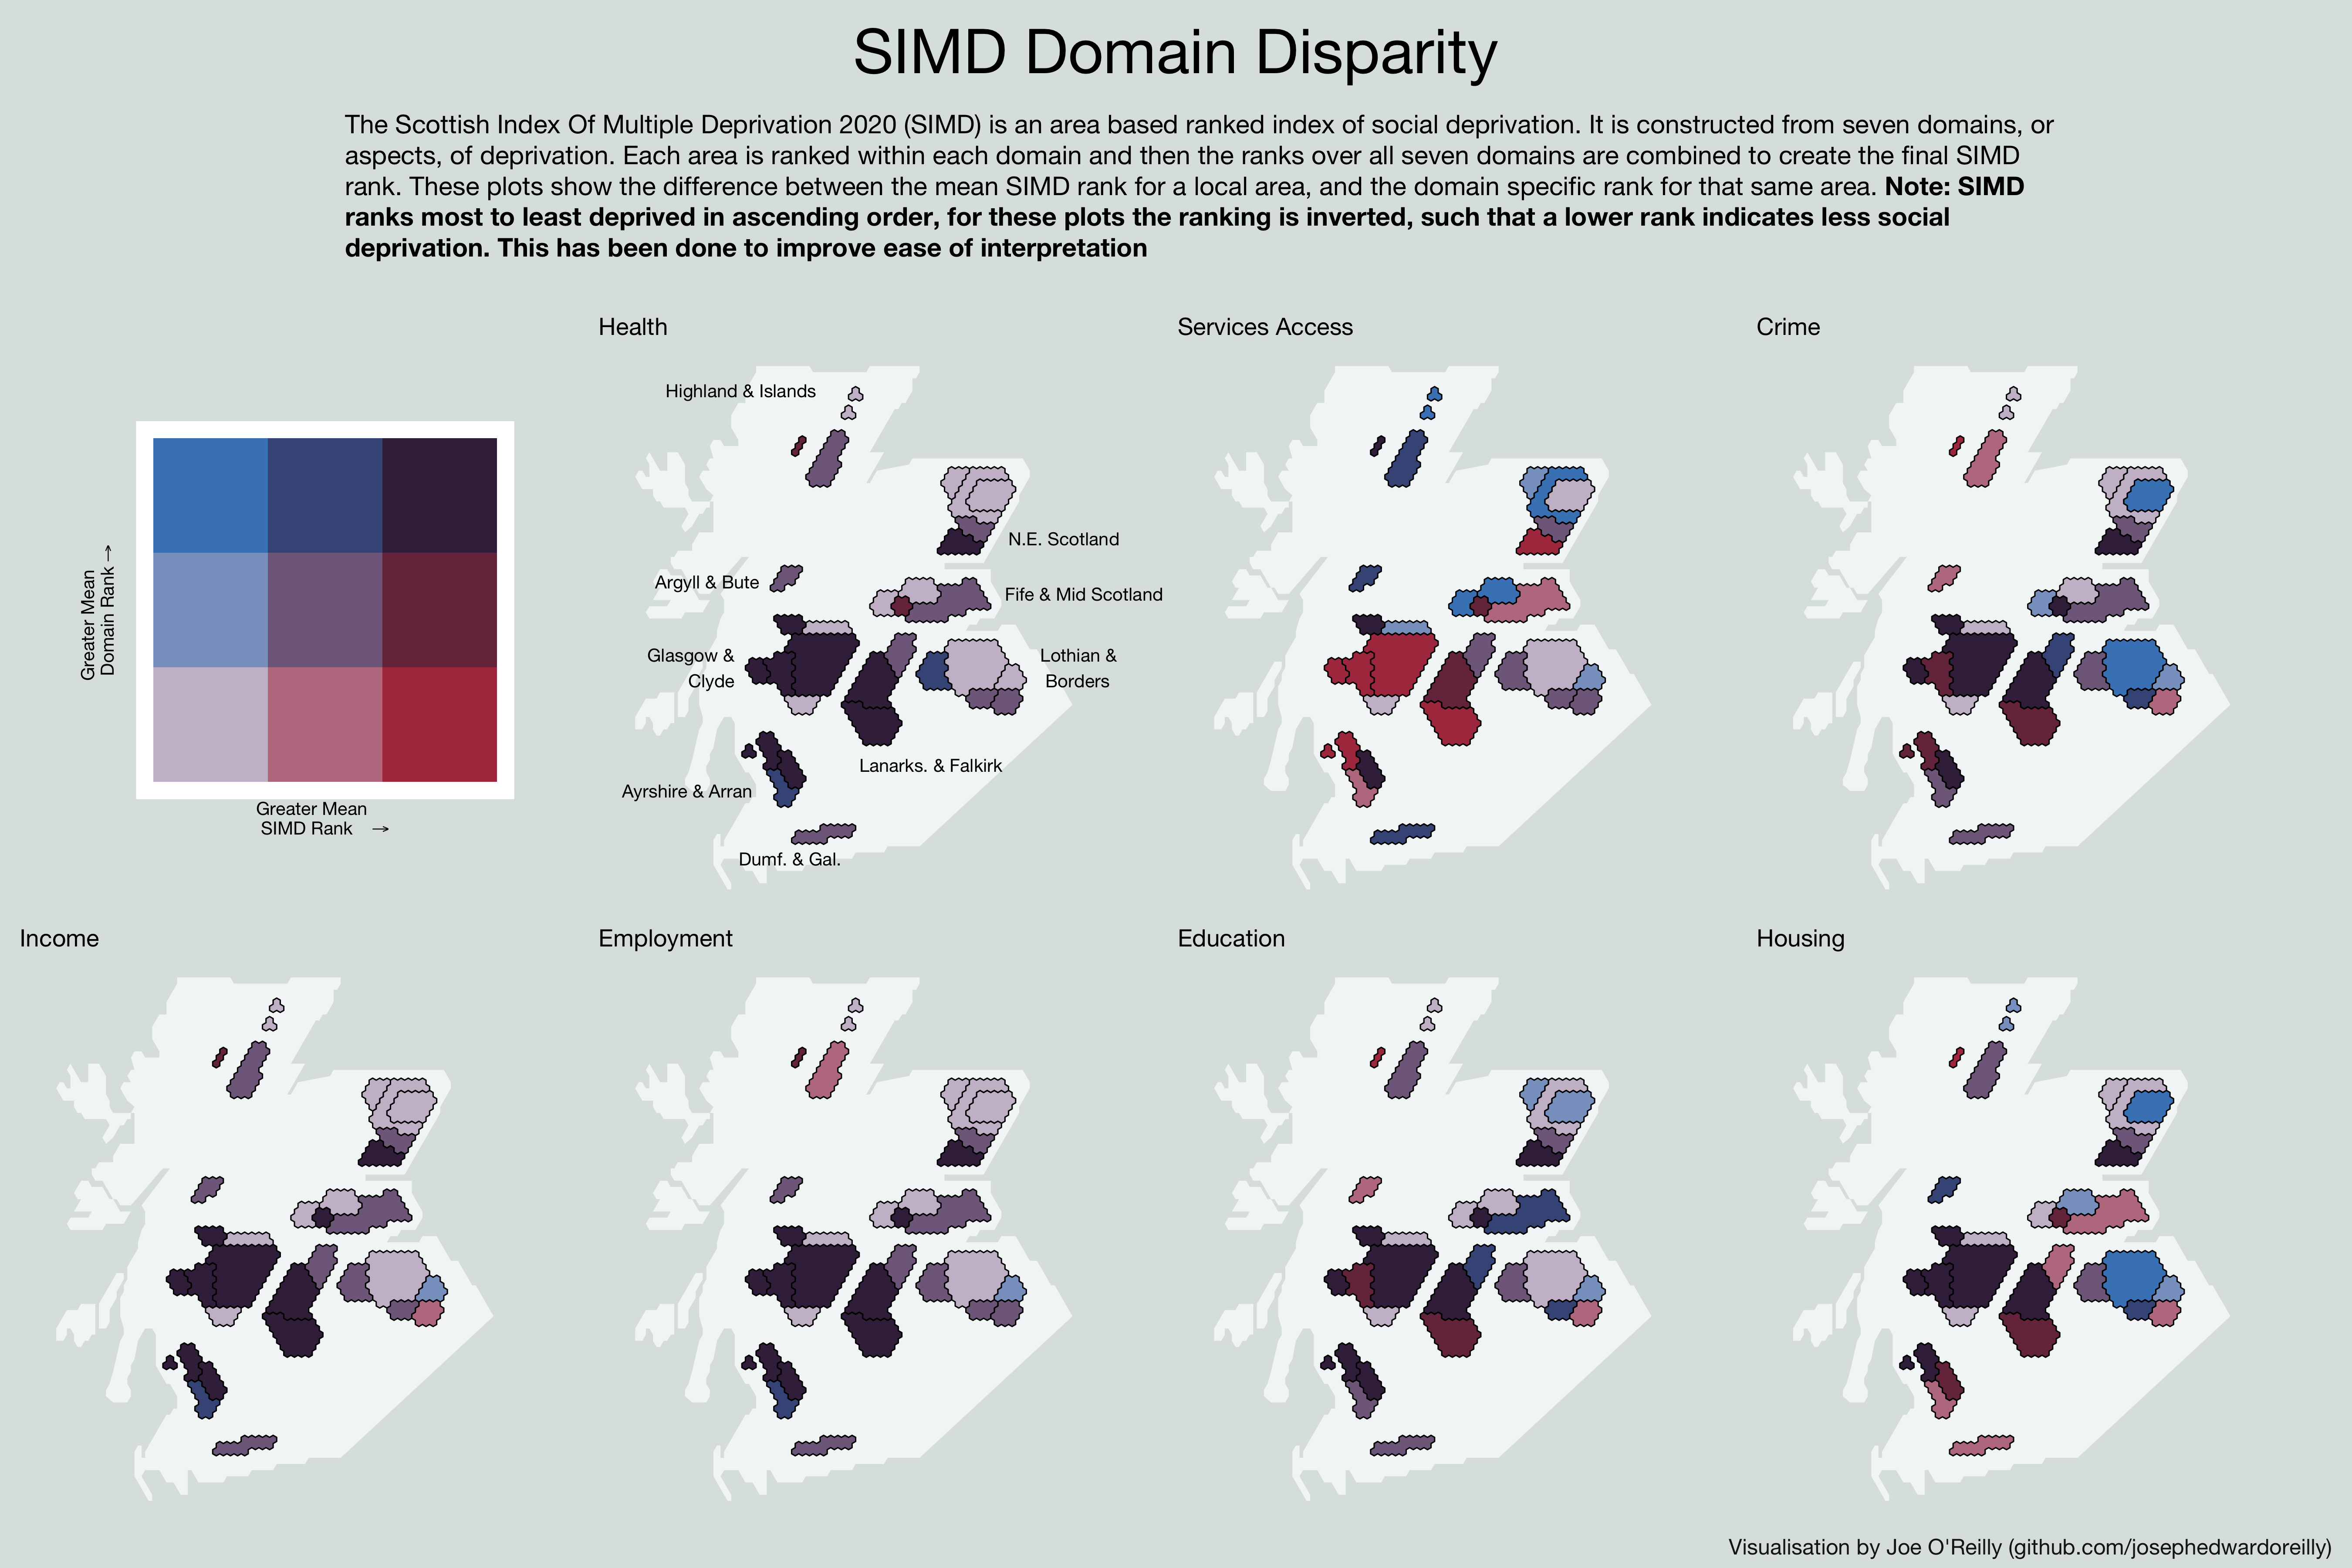 SIMD Domain Disparity
The Scottish Index Of Multiple Deprivation 2020 (SIMD) is an area based ranked index of social deprivation. It is constructed from seven domains, or
aspects, of deprivation. Each area is ranked within each domain and then the ranks over all seven domains are combined to create the final SIMD
rank. These plots show the difference between the mean SIMD rank for a local area, and the domain specific rank for that same area. Note: SIMD
ranks most to least deprived in ascending order, for these plots the ranking is inverted, such that a lower rank indicates less social
deprivation. This has been done to improve ease of interpretation
Greater Mean
Domain Rank →
Greater Mean
SIMD Rank →
Health
Highland & Islands
N.E. Scotland
Argyll & Bute
Fife & Mid Scotland
Glasgow &
Clyde
Lothian &
Borders
Lanarks. & Falkirk
Ayrshire & Arran
Dumf. & Gal.
Services Access
Crime
Income
Employment
Education
Housing
Visualisation by Joe O'Reilly (github.com/josephedwardoreilly)